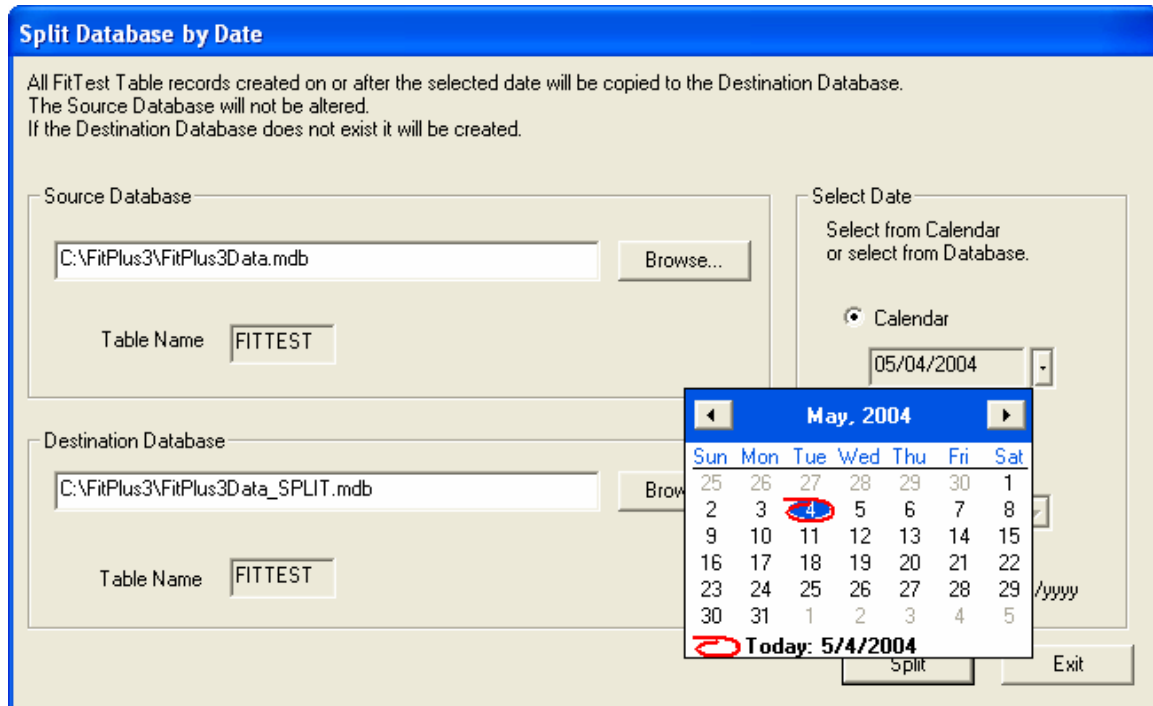 Split Database by Date
All FitTest Table records created on or after the selected date will be copied to the Destination Database.
The Source Database will not be altered.
If the Destination Database does not exist it will be created.
Source Database
C:\FitPlus3\FitPlus3Data.mdb
Browse...
Table Name
FITTEST
Select Date
Select from Calendar
or select from Database.
Calendar
05/04/2004
Destination Database
C:\FitPlus3\FitPlus3Data_SPLIT.mdb
Brow
Table Name
FITTEST
May, 2004
Sun Mon Tue Wed Thu Fri Sat
25 26 27 28 29 30 1
2 3 4 5 6 7 8
9 10 11 12 13 14 15
16 17 18 19 20 21 22
23 24 25 26 27 28 29
30 31 1 2 3 4 5
Today: 5/4/2004
/yyyy
Split
Exit